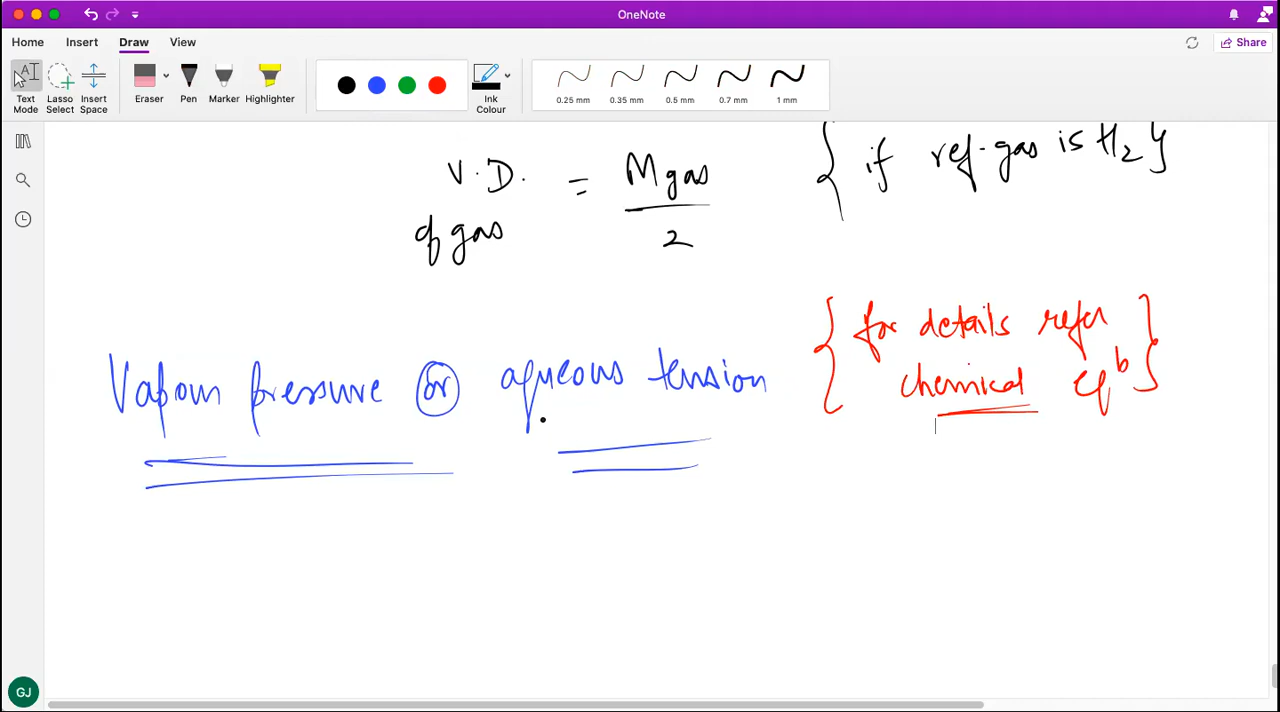 OneNote
Home Insert Draw View
Share
Text Mode
Lasso Select
Insert Space
Eraser
Pen
Marker
Highlighter
Ink Colour
0.25 mm
0.35 mm
0.5 mm
0.7 mm
1 mm
V.D. of gas = M gas / 2
{ if ref. gas is H2 }
{ for details refer
chemical eqb }
Vapour pressure or aqueous tension
GJ